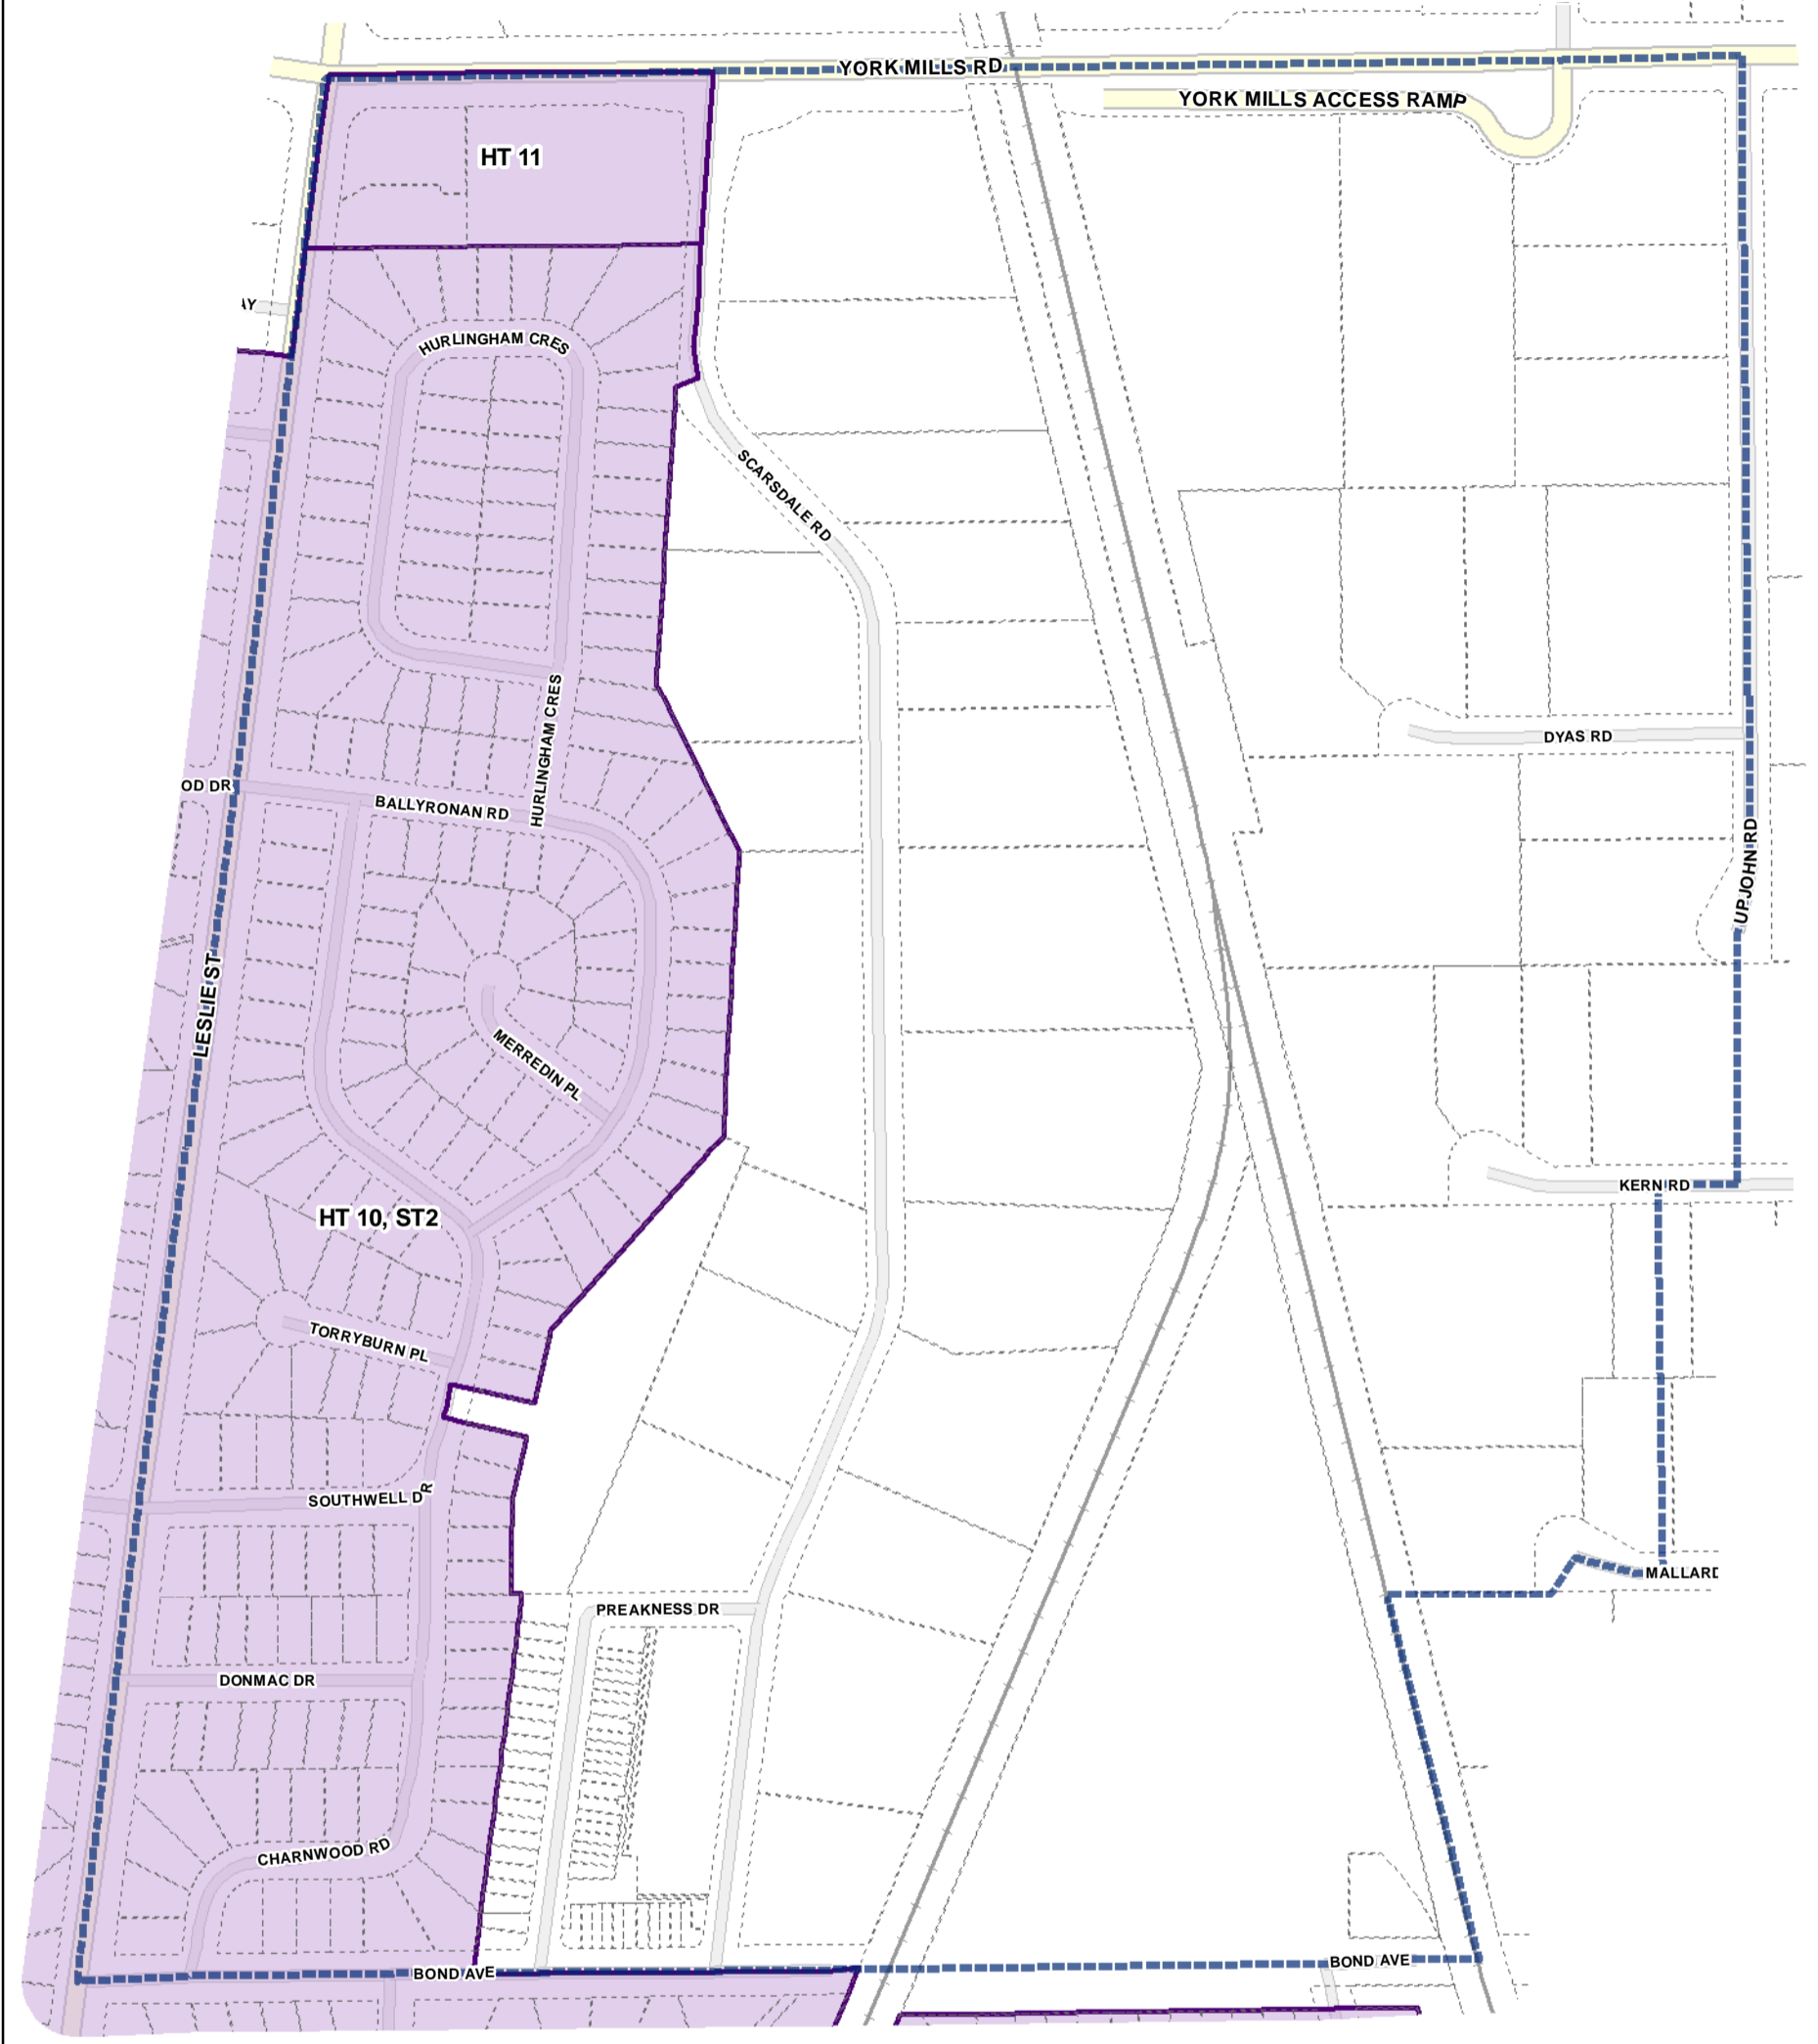 YORK MILLS RD
YORK MILLS ACCESS RAMP
HT 11
AY
HURLINGHAM CRES
SCARSDALE RD
HURLINGHAM CRES
DYAS RD
OD DR
BALLYRONAN RD
UPJOHN RD
LESLIE ST
MERREDIN PL
KERN RD
HT 10, ST2
TORRYBURN PL
SOUTHWELL DR
MALLARD
PREAKNESS DR
DONMAC DR
CHARNWOOD RD
BOND AVE
BOND AVE